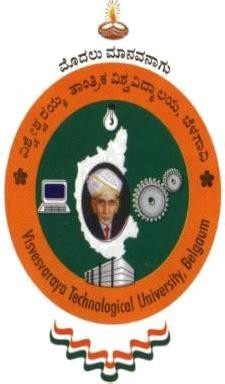 ಮೊದಲು ಮಾನವನಾಗು
ವಿಶ್ವೇಶ್ವರಯ್ಯ ತಾಂತ್ರಿಕ ವಿಶ್ವವಿದ್ಯಾಲಯ, ಬೆಳಗಾವಿ
Visvesvaraya Technological University, Belgaum